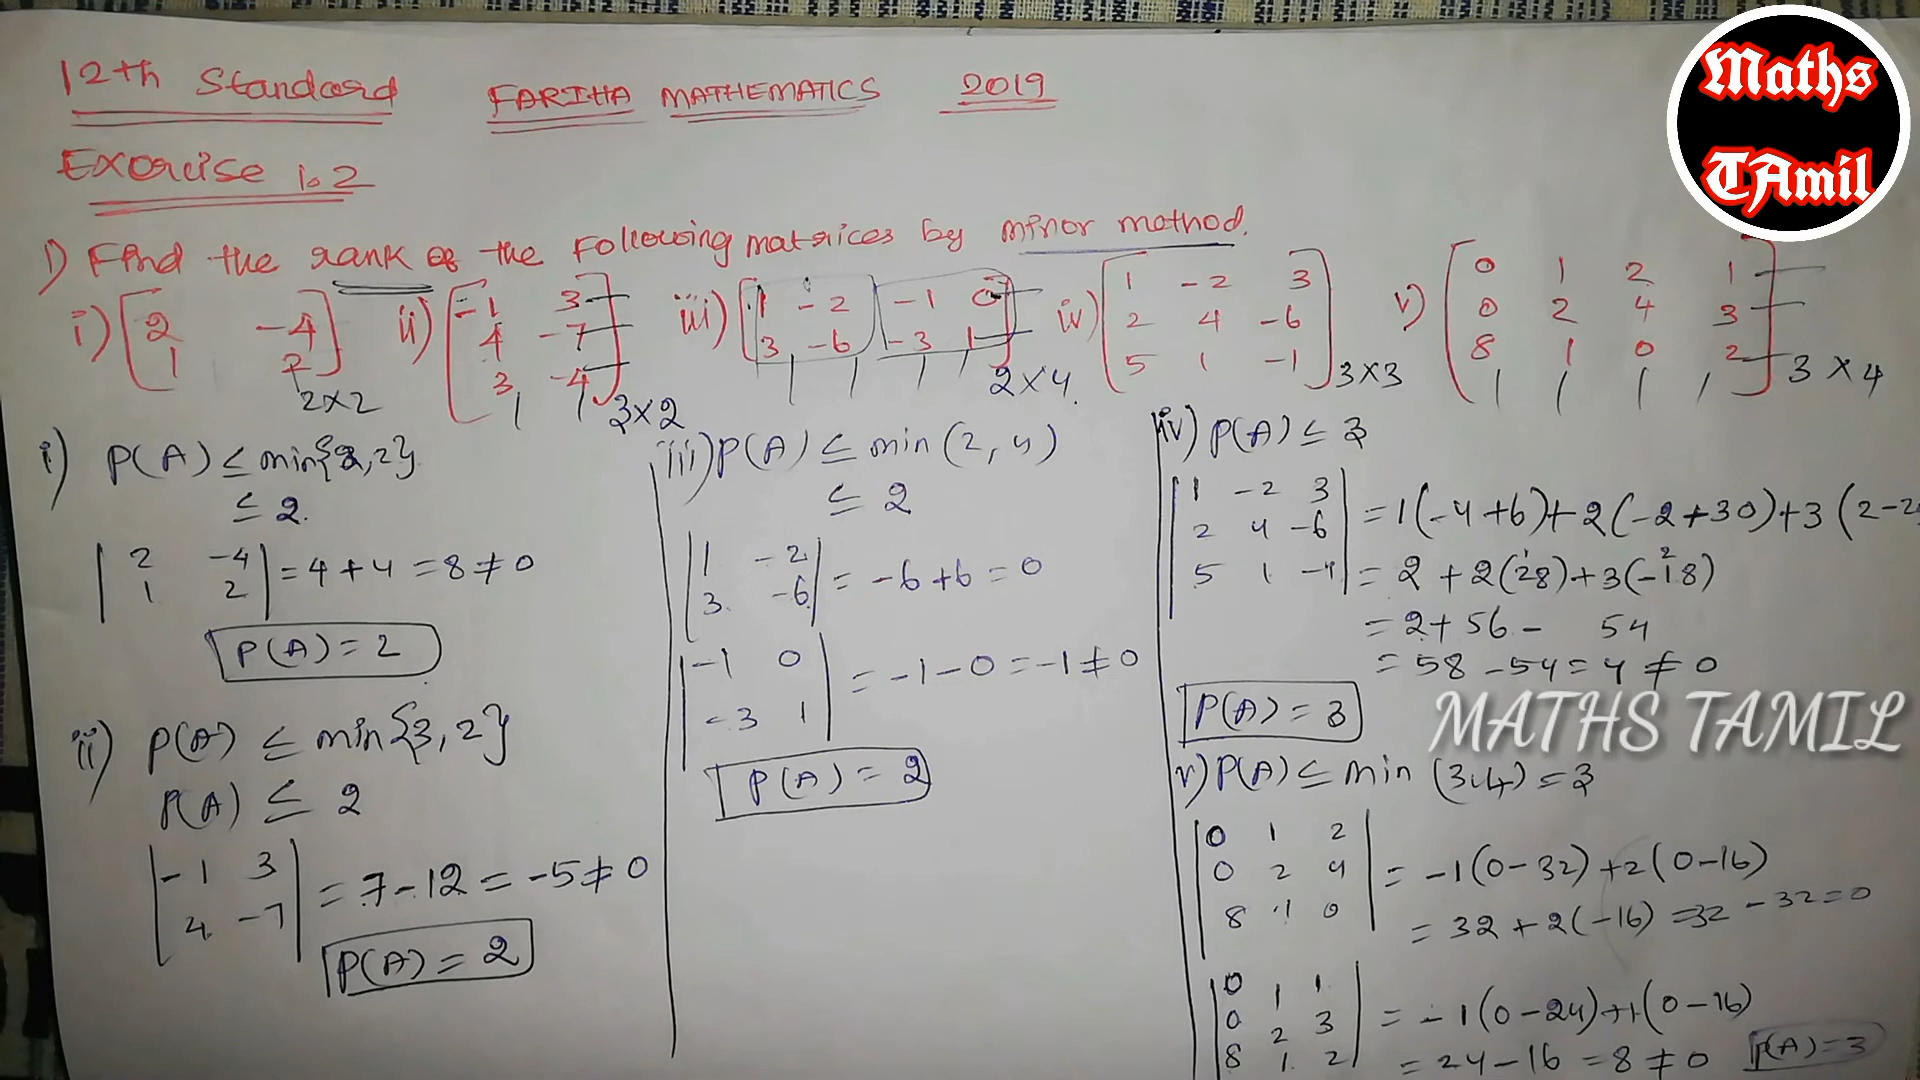 Maths
TAmil
12th Standard FARITHA MATHEMATICS 2019
Exercise 1.2
1) Find the rank of the following matrices by minor method.
i) [2 -4
1 2] 2×2
ii) [-1 3
4 -7
3 -4] 3×2
iii) [1 -2 -1 0
3 -6 -3 1] 2×4.
iv) [1 -2 3
2 4 -6
5 1 -1] 3×3
v) [0 1 2 1
0 2 4 3
8 1 0 2] 3×4
i) P(A) ≤ min{2,2}
≤ 2.
|2 -4
1 2| = 4+4 = 8 ≠ 0
P(A) = 2
ii) P(A) ≤ min{3,2}
P(A) ≤ 2
|-1 3
4 -7| = 7-12 = -5 ≠ 0
P(A) = 2
iii) P(A) ≤ min(2,4)
≤ 2
|1 -2
3 -6| = -6+6 = 0
|-1 0
-3 1| = -1-0 = -1 ≠ 0
P(A) = 2
iv) P(A) ≤ 3
|1 -2 3
2 4 -6
5 1 -1| = 1(-4+6)+2(-2+30)+3(2-2
= 2+2(28)+3(-18)
= 2+56- 54
= 58-54 = 4 ≠ 0
P(A) = 3
MATHS TAMIL
v) P(A) ≤ min (3,4) = 3
|0 1 2
0 2 4
8 1 0| = -1(0-32)+2(0-16)
= 32+2(-16) = 32-32=0
|0 1 1
0 2 3
8 1 2| = -1(0-24)+1(0-16)
= 24-16 = 8 ≠ 0 P(A) = 3